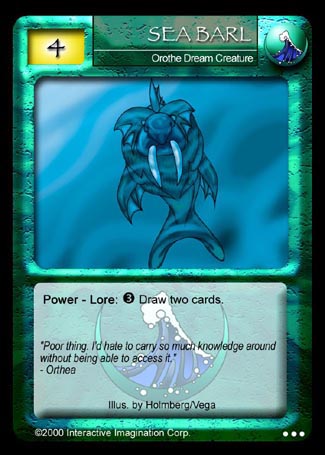 4
SEA BARL
Orothe Dream Creature
Power - Lore: ❸ Draw two cards.
"Poor thing. I'd hate to carry so much knowledge around
without being able to access it."
- Orthea
Illus. by Holmberg/Vega
©2000 Interactive Imagination Corp.